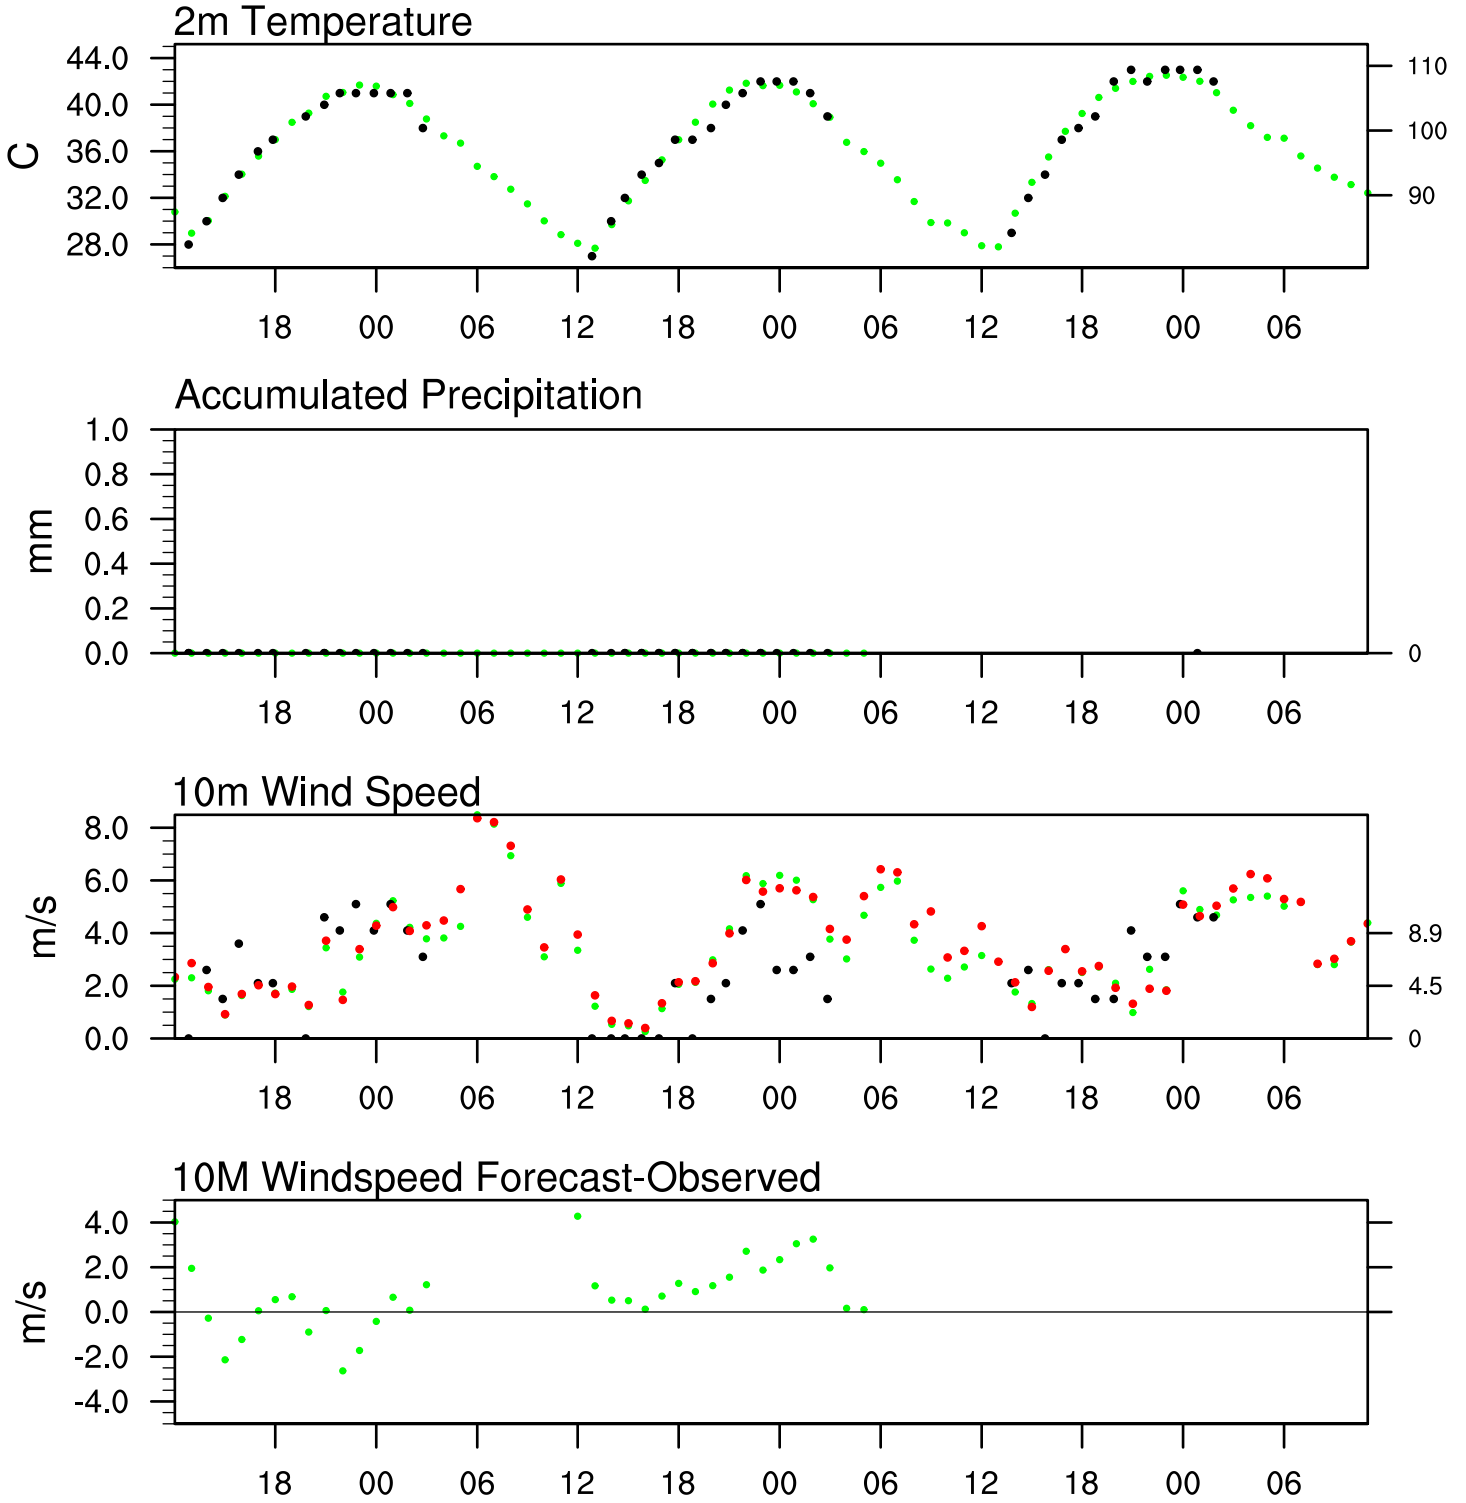 2m Temperature
44.0
40.0
36.0
32.0
28.0
C
110
100
90
18 00 06 12 18 00 06 12 18 00 06
Accumulated Precipitation
1.0
0.8
0.6
0.4
0.2
0.0
mm
0
18 00 06 12 18 00 06 12 18 00 06
10m Wind Speed
8.0
6.0
4.0
2.0
0.0
m/s
8.9
4.5
0
18 00 06 12 18 00 06 12 18 00 06
10M Windspeed Forecast-Observed
4.0
2.0
0.0
-2.0
-4.0
m/s
18 00 06 12 18 00 06 12 18 00 06